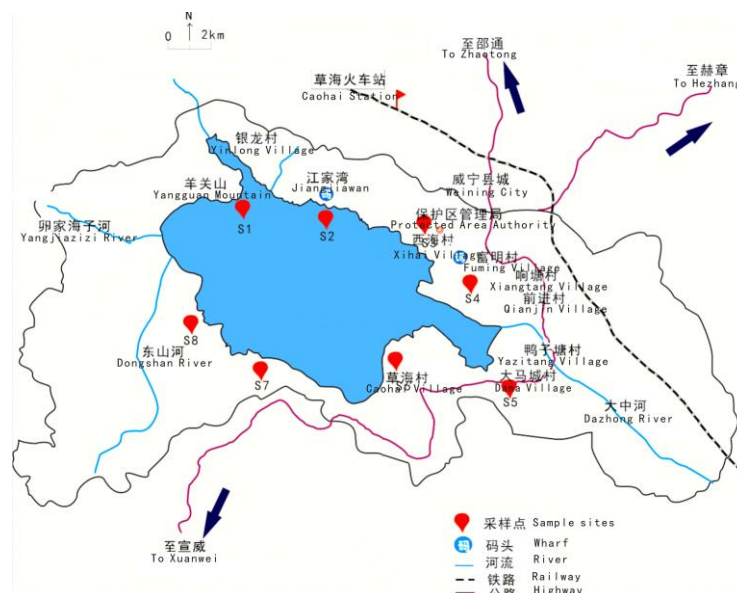 N
0 2km
至邵通
To Zhaotong
至赫章
To Hezhang
草海火车站
Caohai Station
银龙村
Yinlong Village
江家湾
Jiangjiawan
羊关山
Yangguan Mountain
威宁县城
Weining City
卵家海子河
Yangjiazizi River
保护区管理局
Protected Area Authority
西海村
Xihai Village
富明村
Fuming Village
响塘村
Xiangtang Village
前进村
Qianjin Village
S1
S2
S3
S4
鸭子塘村
Yazitang Village
东山河
Dongshan River
S8
S7
草海村
Caohai Village
大马城村
Dama Village
S5
大中河
Dazhong River
至宣威
To Xuanwei
采样点 Sample sites
码头 Wharf
河流 River
铁路 Railway
公路 Highway